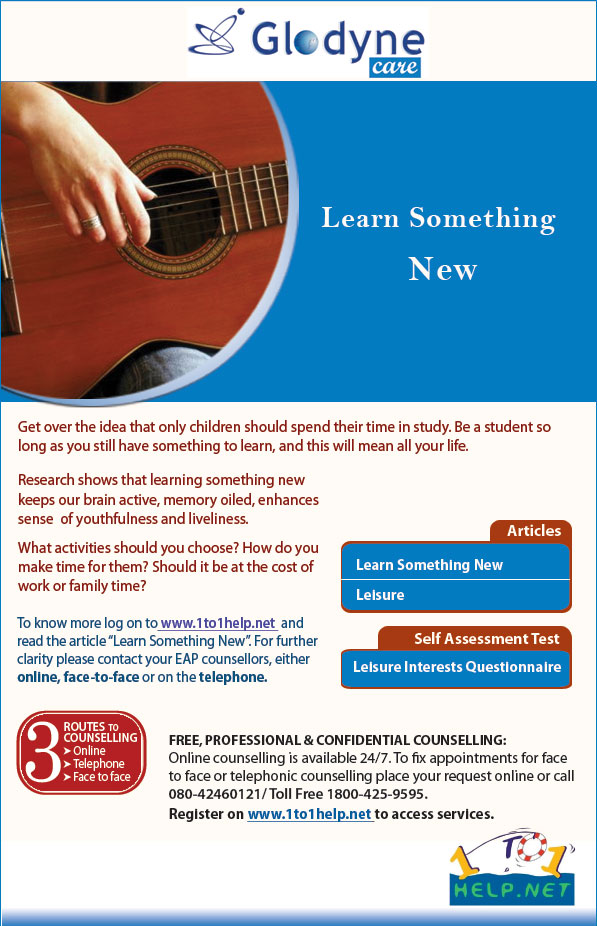 Glodyne
care
Learn Something
New
Get over the idea that only children should spend their time in study. Be a student so
long as you still have something to learn, and this will mean all your life.
Research shows that learning something new
keeps our brain active, memory oiled, enhances
sense of youthfulness and liveliness.
What activities should you choose? How do you
make time for them? Should it be at the cost of
work or family time?
To know more log on to www.1to1help.net and
read the article "Learn Something New". For further
clarity please contact your EAP counsellors, either
online, face-to-face or on the telephone.
Articles
Learn Something New
Leisure
Self Assessment Test
Leisure Interests Questionnaire
3 ROUTES TO
COUNSELLING
➤ Online
➤ Telephone
➤ Face to face
FREE, PROFESSIONAL & CONFIDENTIAL COUNSELLING:
Online counselling is available 24/7. To fix appointments for face
to face or telephonic counselling place your request online or call
080-42460121/ Toll Free 1800-425-9595.
Register on www.1to1help.net to access services.
1 TO 1
HELP.NET